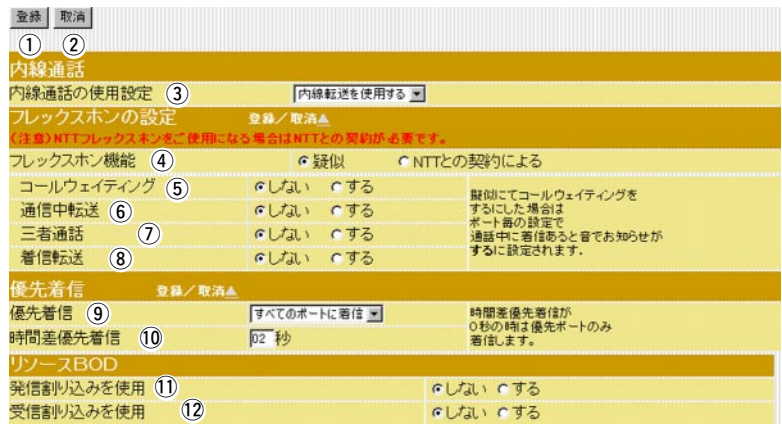 登録 取消
① ②
内線通話
内線通話の使用設定 ③ 内線転送を使用する
フレックスホンの設定 登録／取消▲
(注意)NTTフレックスホンをご使用になる場合はNTTとの契約が必要です。
フレックスホン機能 ④ 疑似 NTTとの契約による
コールウェイティング ⑤ しない する
通信中転送 ⑥ しない する
三者通話 ⑦ しない する
着信転送 ⑧ しない する
擬似にてコールウェイティングを
するにした場合は
ポート毎の設定で
通話中に着信あると音でお知らせが
するに設定されます.
優先着信 登録／取消▲
優先着信 ⑨ すべてのポートに着信
時間差優先着信 ⑩ 02 秒
時間差優先着信が
0秒の時は優先ポートのみ
着信します。
リソースBOD
発信割り込みを使用 ⑪ しない する
受信割り込みを使用 ⑫ しない する